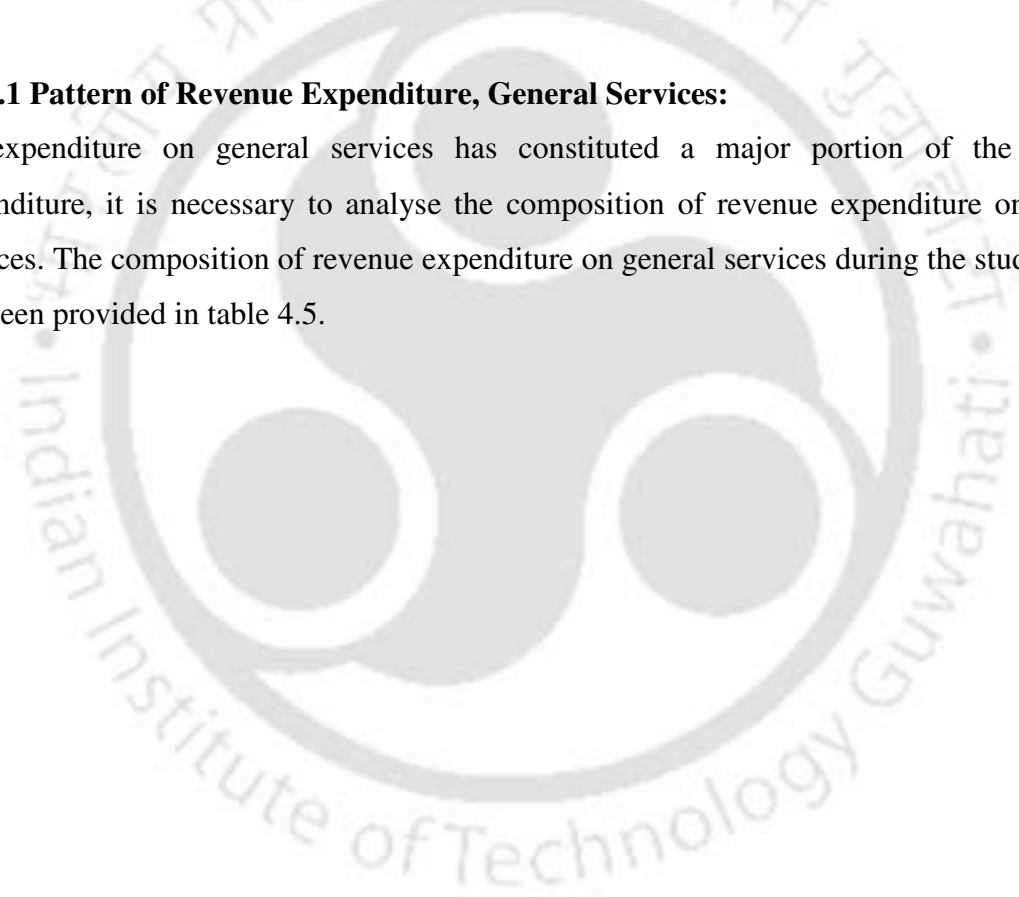 .1 Pattern of Revenue Expenditure, General Services:
expenditure on general services has constituted a major portion of the
nditure, it is necessary to analyse the composition of revenue expenditure on
ces. The composition of revenue expenditure on general services during the stud
een provided in table 4.5.
Indian Institute of Technology Guwahati